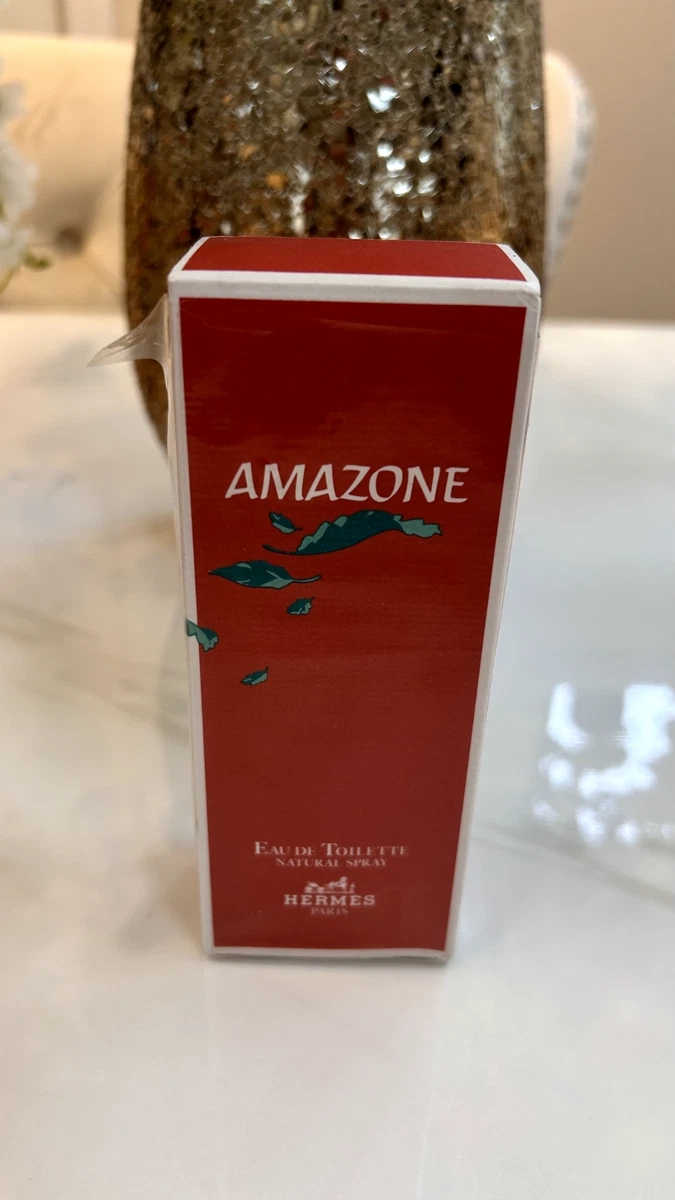 AMAZONE
EAU DE TOILETTE
NATURAL SPRAY
HERMES
PARIS